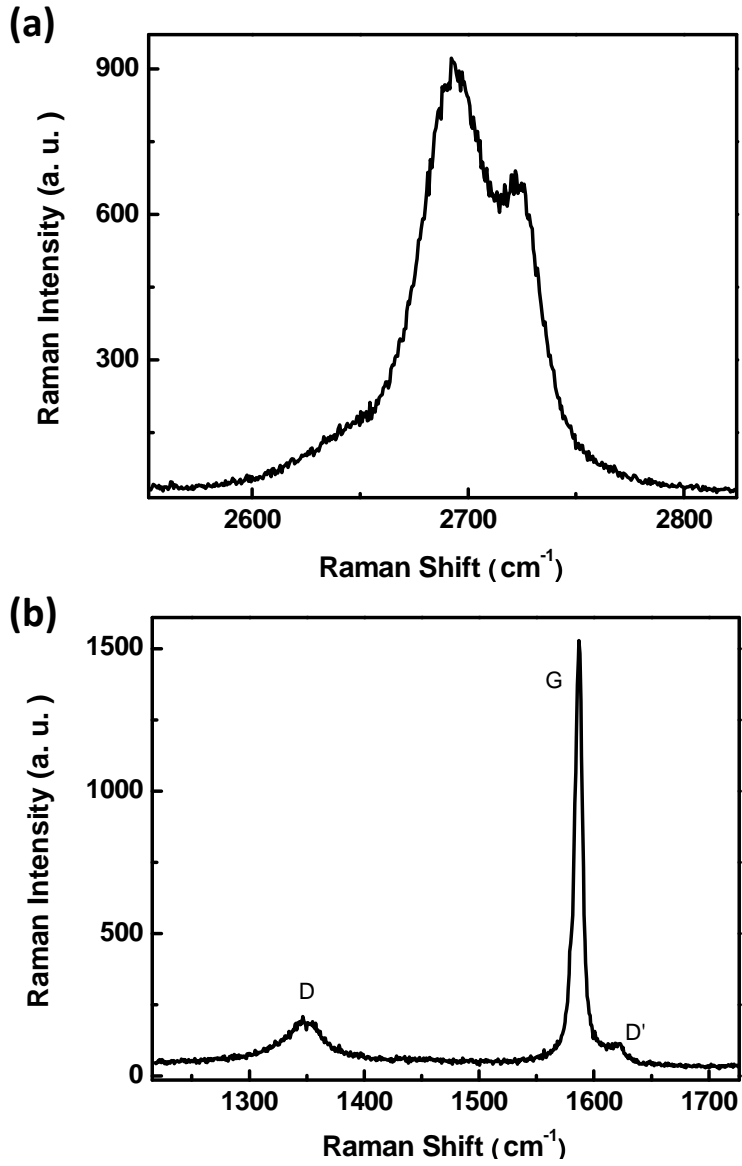 (a)
900
600
300
Raman Intensity (a. u. )
2600 2700 2800
Raman Shift ( cm-1)
(b)
1500
1000
500
0
Raman Intensity (a. u. )
G
D
D'
1300 1400 1500 1600 1700
Raman Shift (cm-1)